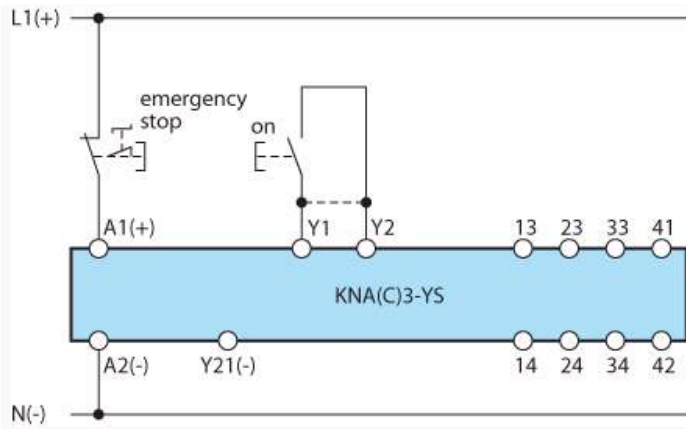 L1(+)
emergency
stop
on
A1(+) Y1 Y2 13 23 33 41
KNA(C)3-YS
A2(-) Y21(-) 14 24 34 42
N(-)